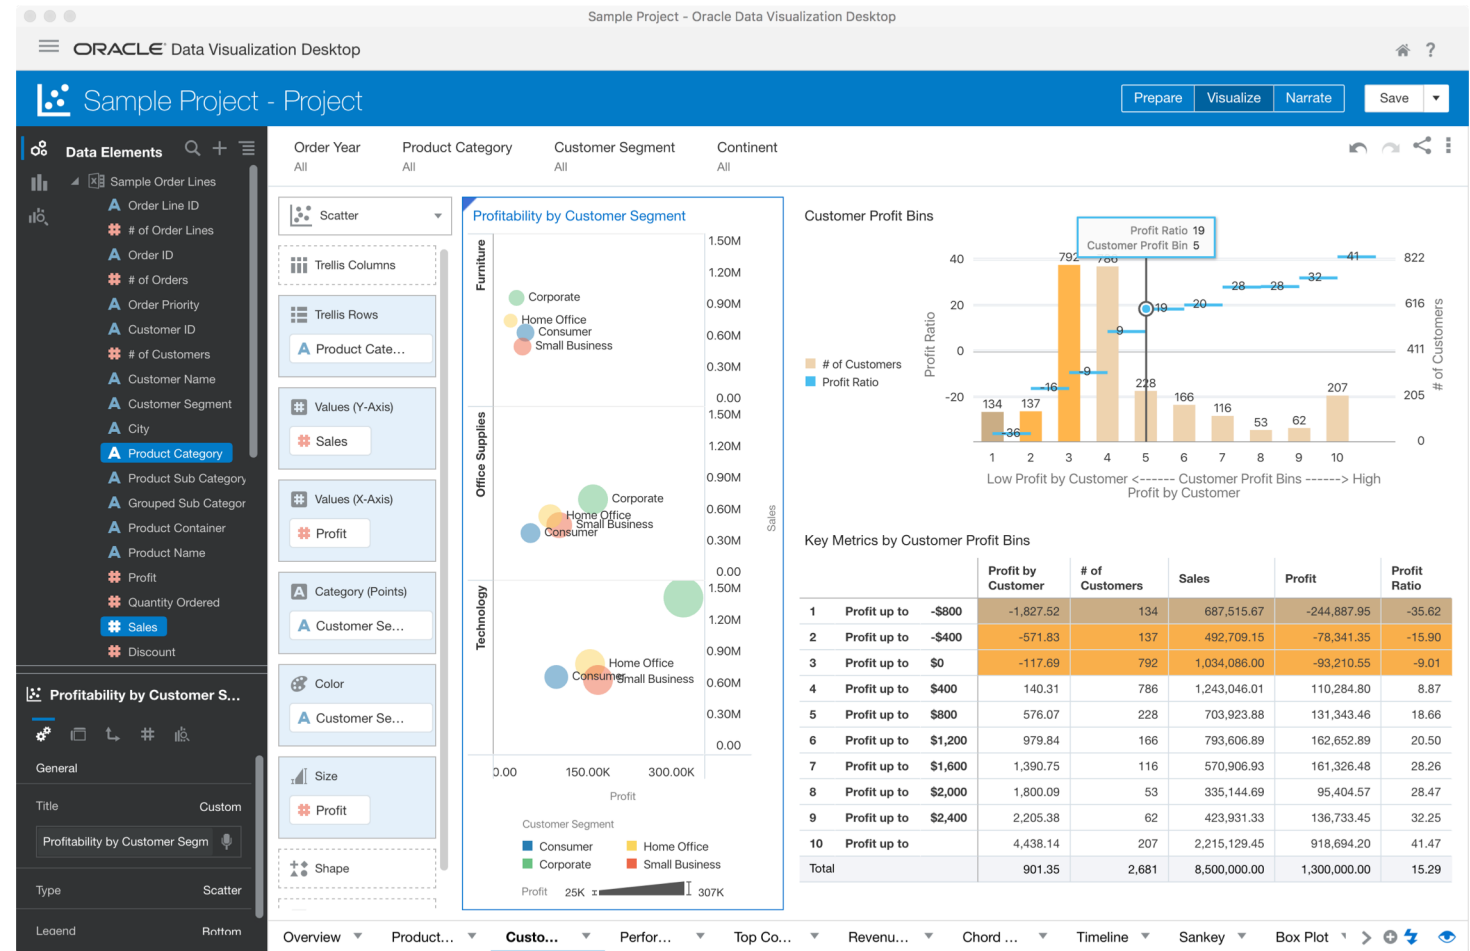 Sample Project - Oracle Data Visualization Desktop
ORACLE Data Visualization Desktop
?
Sample Project - Project
Prepare
Visualize
Narrate
Save
Data Elements
Sample Order Lines
A Order Line ID
# # of Order Lines
A Order ID
# # of Orders
A Order Priority
A Customer ID
# # of Customers
A Customer Name
A Customer Segment
A City
A Product Category
A Product Sub Category
A Grouped Sub Categor
A Product Container
A Product Name
# Profit
# Quantity Ordered
# Sales
# Discount
Profitability by Customer S...
General
Title Custom
Profitability by Customer Segm
Type Scatter
Legend Bottom
Order Year
All
Product Category
All
Customer Segment
All
Continent
All
Scatter
Trellis Columns
Trellis Rows
A Product Cate...
# Values (Y-Axis)
# Sales
# Values (X-Axis)
# Profit
A Category (Points)
A Customer Se...
Color
A Customer Se...
Size
# Profit
Shape
Profitability by Customer Segment
Furniture
1.50M
1.20M
0.90M
0.60M
0.30M
0.00
Corporate
Home Office
Consumer
Small Business
Office Supplies
1.50M
1.20M
0.90M
0.60M
0.30M
0.00
Corporate
Home Office
Small Business
Consumer
Technology
1.50M
1.20M
0.90M
0.60M
0.30M
0.00
Home Office
Consumer
Small Business
Sales
0.00 150.00K 300.00K
Profit
Customer Segment
Consumer Home Office
Corporate Small Business
Profit 25K 307K
Customer Profit Bins
Profit Ratio 19
Customer Profit Bin 5
# of Customers
Profit Ratio
Profit Ratio
40
20
0
-20
822
616
411
205
0
# of Customers
134 137 792 786 228 166 116 53 62 207
-36 -16 -9 9 19 20 28 28 32 41
1 2 3 4 5 6 7 8 9 10
Low Profit by Customer <------ Customer Profit Bins ------> High
Profit by Customer
Key Metrics by Customer Profit Bins
Profit by Customer # of Customers Sales Profit Profit Ratio
1 Profit up to -$800 -1,827.52 134 687,515.67 -244,887.95 -35.62
2 Profit up to -$400 -571.83 137 492,709.15 -78,341.35 -15.90
3 Profit up to $0 -117.69 792 1,034,086.00 -93,210.55 -9.01
4 Profit up to $400 140.31 786 1,243,046.01 110,284.80 8.87
5 Profit up to $800 576.07 228 703,923.88 131,343.46 18.66
6 Profit up to $1,200 979.84 166 793,606.89 162,652.89 20.50
7 Profit up to $1,600 1,390.75 116 570,906.93 161,326.48 28.26
8 Profit up to $2,000 1,800.09 53 335,144.69 95,404.57 28.47
9 Profit up to $2,400 2,205.38 62 423,931.33 136,733.45 32.25
10 Profit up to 4,438.14 207 2,215,129.45 918,694.20 41.47
Total 901.35 2,681 8,500,000.00 1,300,000.00 15.29
Overview Product... Custo... Perfor... Top Co... Revenu... Chord ... Timeline Sankey Box Plot